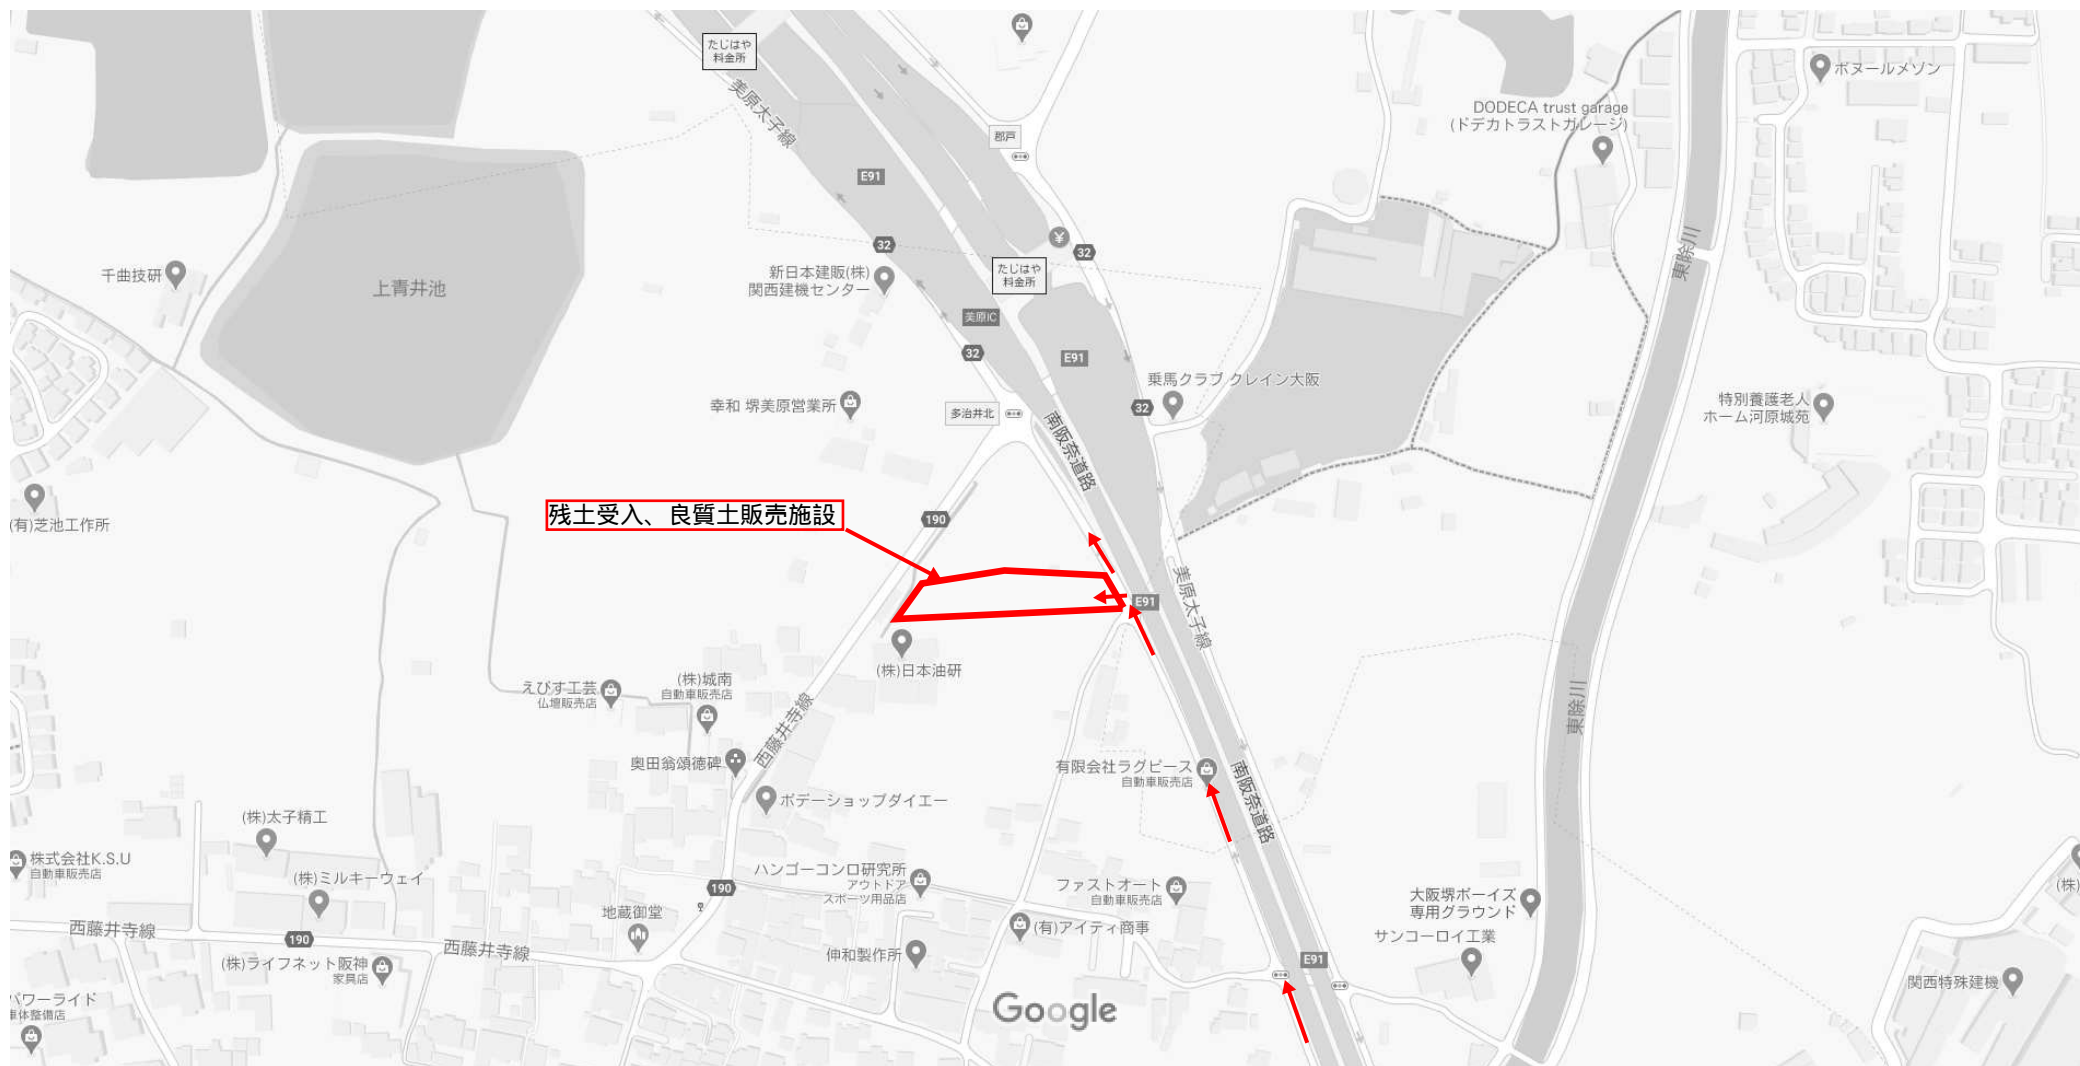 たじはや
料金所
美原太子線
郡戸
E91
32
32
ボヌールメゾン
DODECA trust garage
(ドデカトラストガレージ)
東除川
千曲技研
上青井池
新日本建販(株)
関西建機センター
たじはや
料金所
美原IC
32
E91
乗馬クラブ クレイン大阪
幸和 堺美原営業所
多治井北
32
南阪奈道路
特別養護老人
ホーム河原城苑
(有)芝池工作所
残土受入、良質土販売施設
190
E91
美原太子線
(株)日本油研
えびす工芸
仏壇販売店
(株)城南
自動車販売店
西藤井寺線
東除川
奥田翁頌徳碑
有限会社ラグピース
自動車販売店
南阪奈道路
ボデーショップダイエー
(株)太子精工
株式会社K.S.U
自動車販売店
(株)ミルキーウェイ
ハンゴーコンロ研究所
アウトドア
スポーツ用品店
190
ファストオート
自動車販売店
大阪堺ボーイズ
専用グラウンド
(株)
地蔵御堂
西藤井寺線
190
西藤井寺線
(有)アイティ商事
サンコーロイ工業
伸和製作所
E91
(株)ライフネット阪神
家具店
関西特殊建機
パワーライド
車体整備店
Google